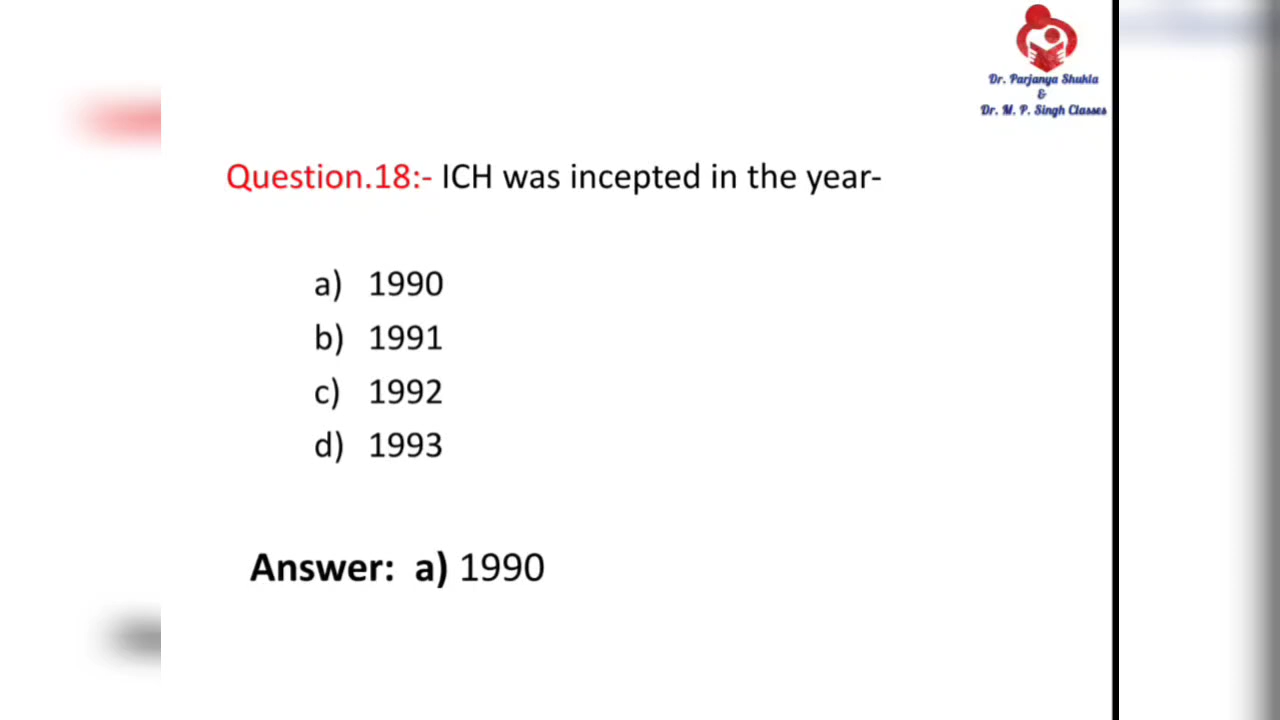 Dr. Parjanya Shukla
&
Dr. M. P. Singh Classes
Question.18:- ICH was incepted in the year-
a) 1990
b) 1991
c) 1992
d) 1993
Answer: a) 1990